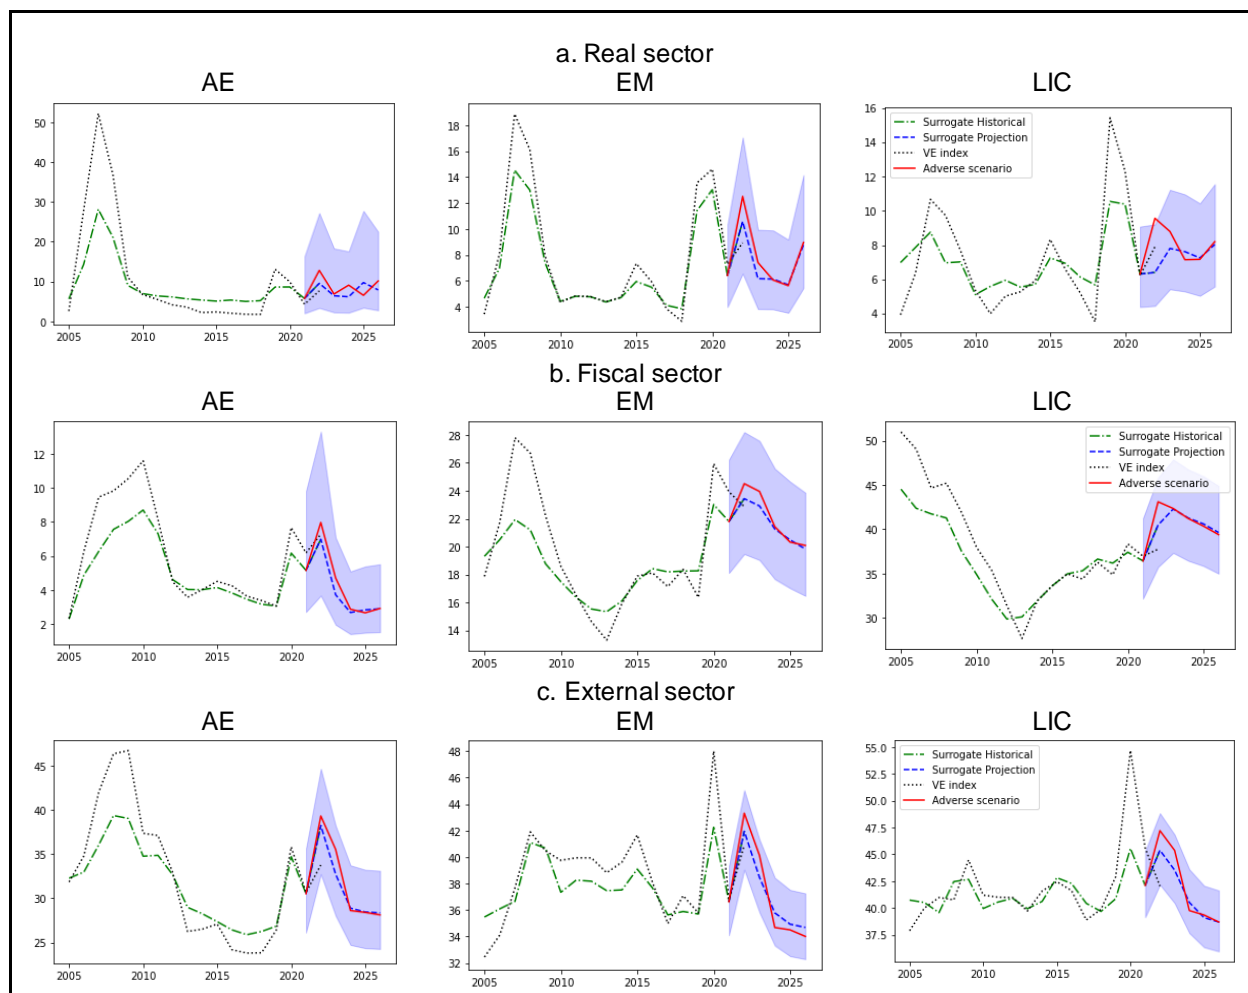 a. Real sector
AE EM LIC
50
40
30
20
10
0
2005 2010 2015 2020 2025
18
16
14
12
10
8
6
4
2005 2010 2015 2020 2025
16
14
12
10
8
6
4
2005 2010 2015 2020 2025
Surrogate Historical
Surrogate Projection
VE index
Adverse scenario
b. Fiscal sector
AE EM LIC
12
10
8
6
4
2
2005 2010 2015 2020 2025
28
26
24
22
20
18
16
14
2005 2010 2015 2020 2025
50
45
40
35
30
2005 2010 2015 2020 2025
Surrogate Historical
Surrogate Projection
VE index
Adverse scenario
c. External sector
AE EM LIC
45
40
35
30
25
2005 2010 2015 2020 2025
48
46
44
42
40
38
36
34
32
2005 2010 2015 2020 2025
55.0
52.5
50.0
47.5
45.0
42.5
40.0
37.5
2005 2010 2015 2020 2025
Surrogate Historical
Surrogate Projection
VE index
Adverse scenario